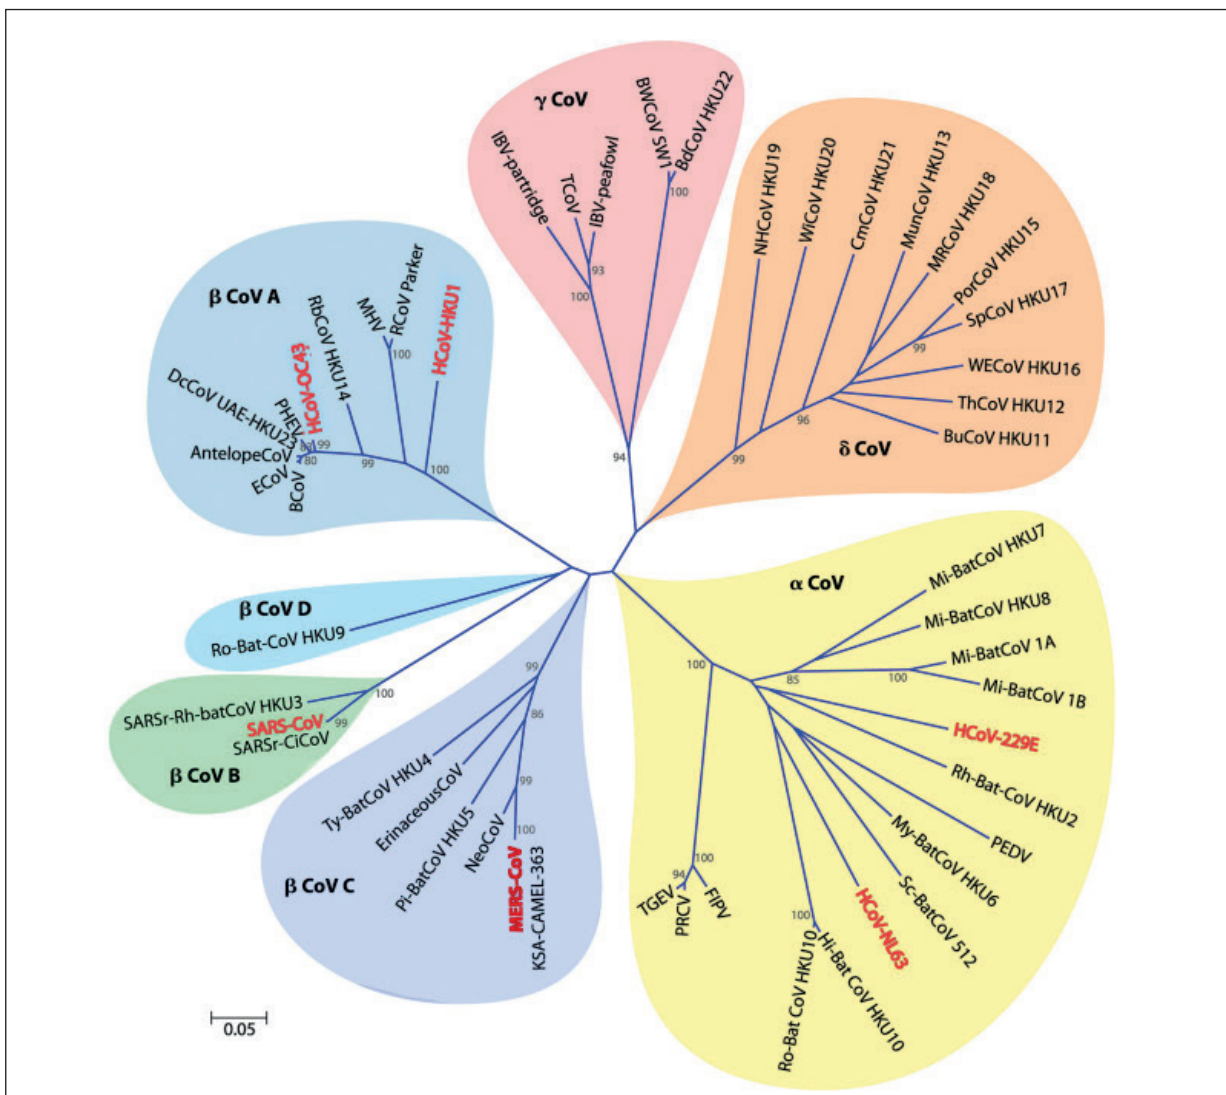 γ CoV
IBV-partridge
TCoV
IBV-peafowl
BWCoV SW1
BdCoV HKU22
100
93
100
94
NHCoV HKU19
WiCoV HKU20
CmCoV HKU21
MunCoV HKU13
MRCoV HKU18
PorCoV HKU15
SpCoV HKU17
99
WECoV HKU16
ThCoV HKU12
BuCoV HKU11
96
99
δ CoV
β CoV A
DcCoV UAE-HKU23
PHEV
HCoV-OC43
RbCoV HKU14
MHV
RCoV Parker
HCoV-HKU1
100
AntelopeCoV
ECoV
BCoV
83
99
80
99
100
β CoV D
Ro-Bat-CoV HKU9
SARSr-Rh-batCoV HKU3
SARS-CoV
SARSr-CiCoV
100
99
β CoV B
99
86
99
100
Ty-BatCoV HKU4
ErinaceousCoV
Pi-BatCoV HKU5
NeoCoV
MERS-CoV
KSA-CAMEL-363
β CoV C
α CoV
Mi-BatCoV HKU7
Mi-BatCoV HKU8
Mi-BatCoV 1A
Mi-BatCoV 1B
100
85
100
HCoV-229E
Rh-Bat-CoV HKU2
PEDV
My-BatCoV HKU6
Sc-BatCoV 512
HCoV-NL63
Hi-Bat CoV HKU10
Ro-Bat CoV HKU10
100
100
94
TGEV
PRCV
FIPV
0.05